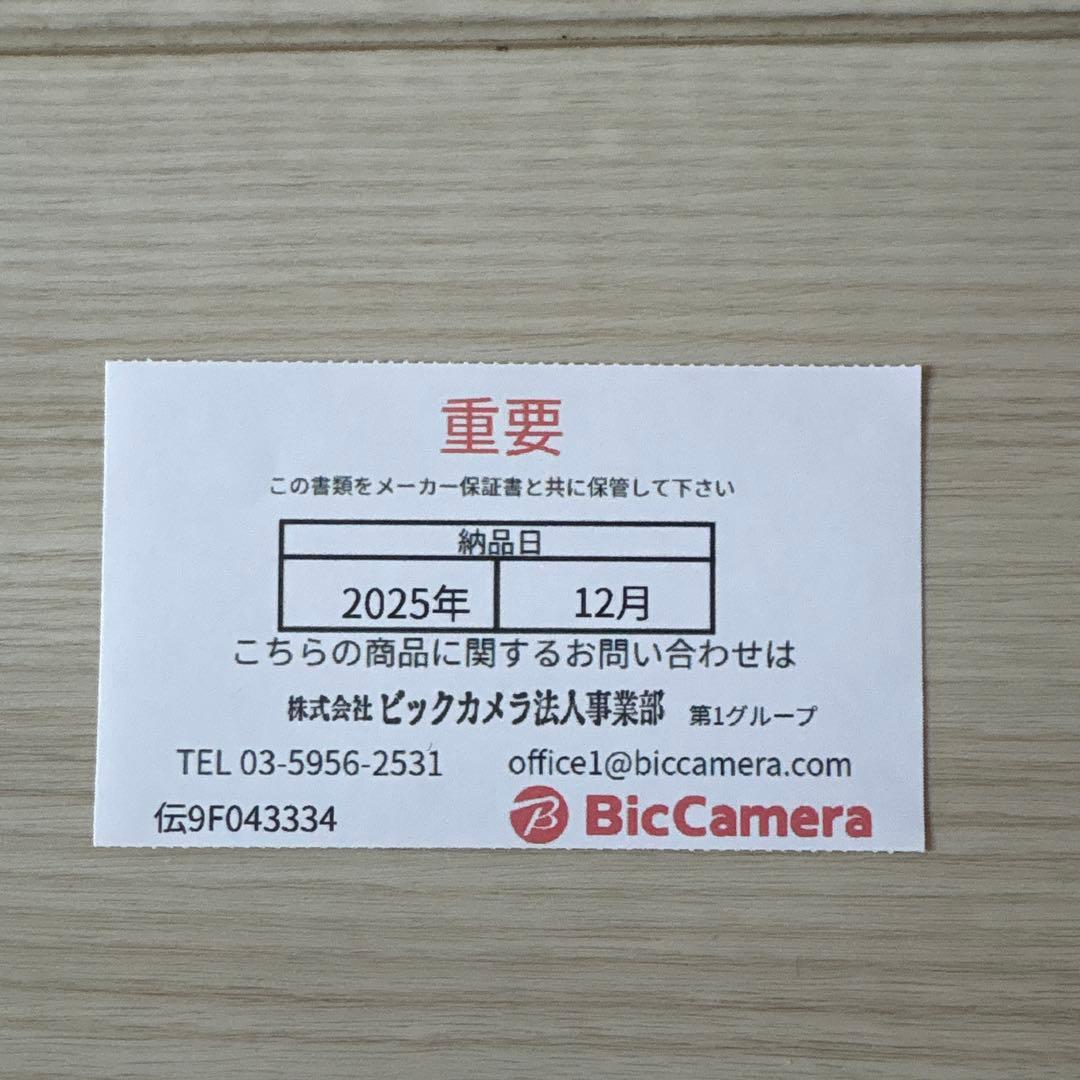 重要
この書類をメーカー保証書と共に保管して下さい
納品日
2025年 12月
こちらの商品に関するお問い合わせは
株式会社 ビックカメラ法人事業部 第1グループ
TEL 03-5956-2531 office1@biccamera.com
伝9F043334 B BicCamera